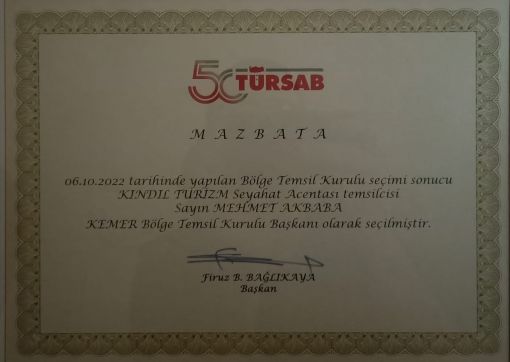 50 TÜRSAB
MAZBATA
06.10.2022 tarihinde yapılan Bölge Temsil Kurulu seçimi sonucu
KINDIL TURİZM Seyahat Acentası temsilcisi
Sayın MEHMET AKBABA
KEMER Bölge Temsil Kurulu Başkanı olarak seçilmiştir.
Firuz B. BAĞLIKAYA
Başkan